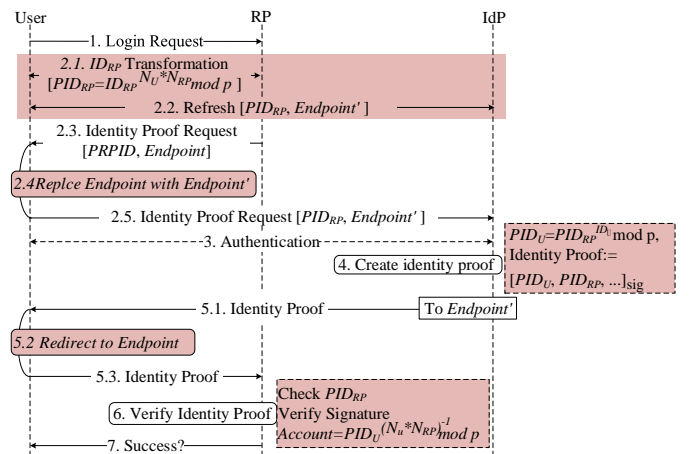 User RP IdP
1. Login Request
2.1. ID_RP Transformation
[PID_RP=ID_RP^{N_U*N_RP} mod p ]
2.2. Refresh [PID_RP, Endpoint' ]
2.3. Identity Proof Request
[PRPID, Endpoint]
2.4Replce Endpoint with Endpoint'
2.5. Identity Proof Request [PID_RP, Endpoint' ]
3. Authentication
PID_U=PID_RP^{ID_U} mod p,
Identity Proof:=
[PID_U, PID_RP, ...]_sig
4. Create identity proof
5.1. Identity Proof
To Endpoint'
5.2 Redirect to Endpoint
5.3. Identity Proof
6. Verify Identity Proof
Check PID_RP
Verify Signature
Account=PID_U^{(N_u*N_RP)^{-1}} mod p
7. Success?